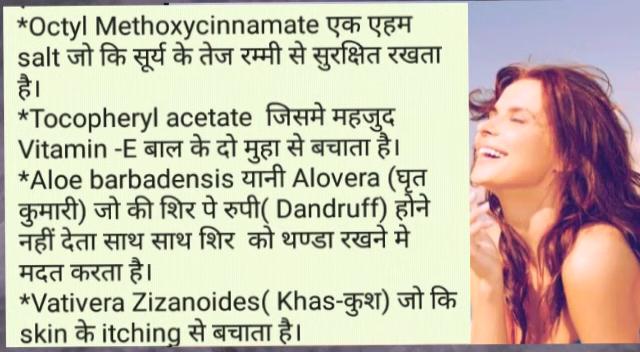 *Octyl Methoxycinnamate एक एहम
salt जो कि सूर्य के तेज रम्मी से सुरक्षित रखता
है।
*Tocopheryl acetate जिसमे महजुद
Vitamin -E बाल के दो मुहा से बचाता है।
*Aloe barbadensis यानी Alovera (घृत
कुमारी) जो की शिर पे रुपी( Dandruff) होने
नहीं देता साथ साथ शिर को थण्डा रखने मे
मदत करता है।
*Vativera Zizanoides( Khas-कुश) जो कि
skin के itching से बचाता है।